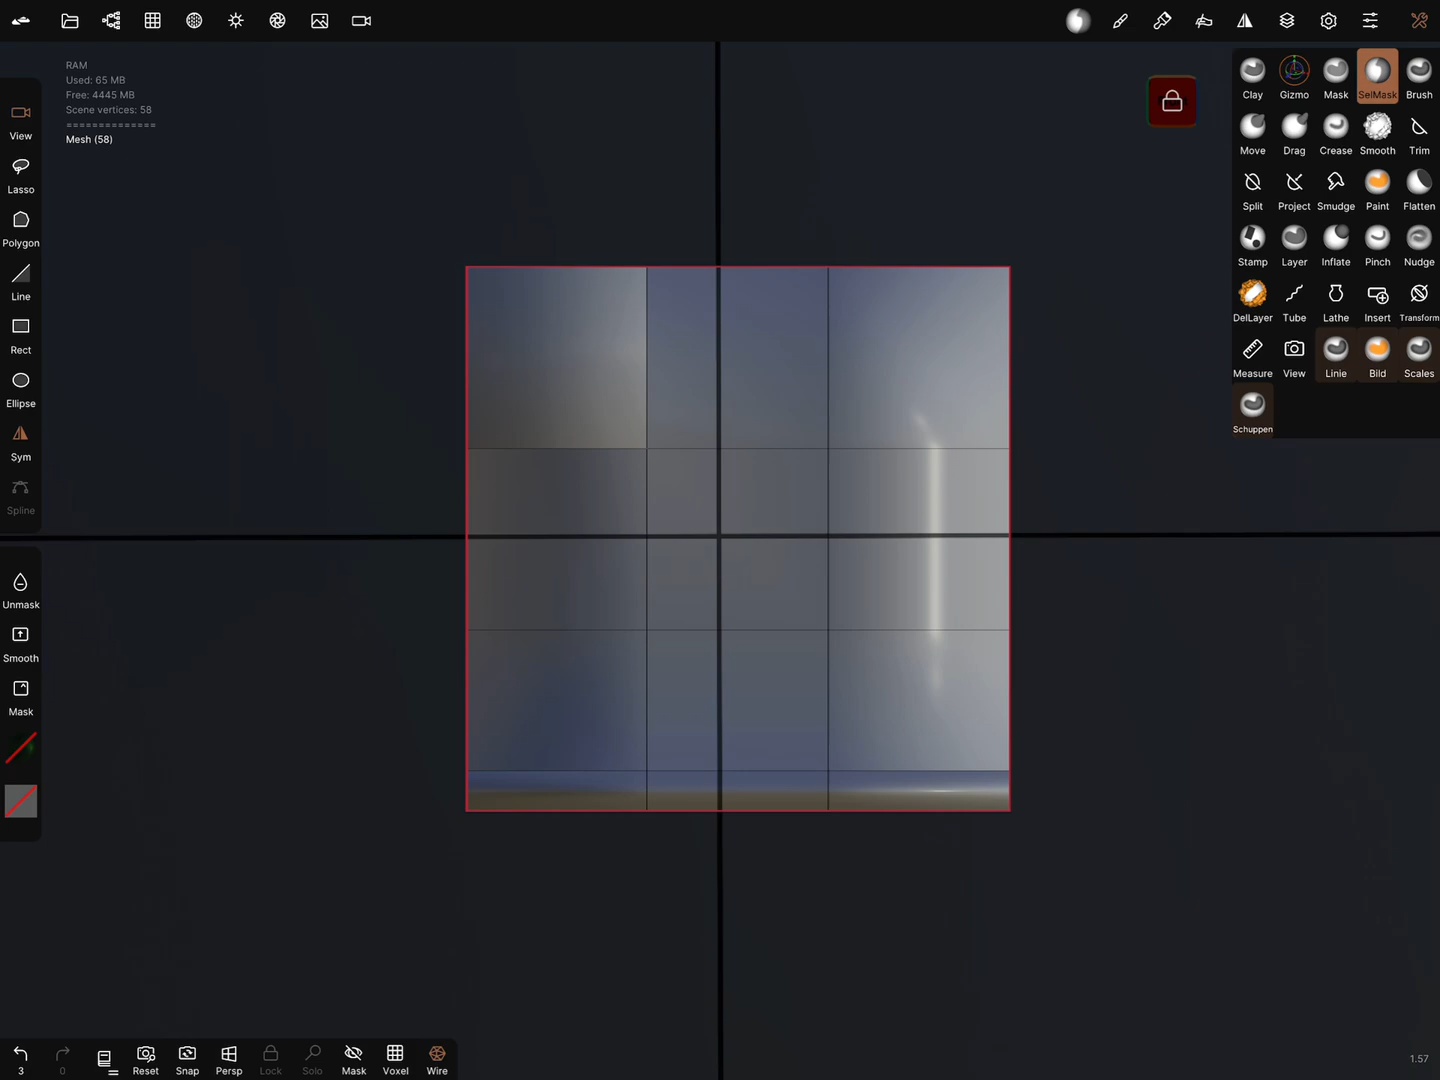 RAM
Used: 65 MB
Free: 4445 MB
Scene vertices: 58
==============
Mesh (58)
View
Lasso
Polygon
Line
Rect
Ellipse
Sym
Spline
Unmask
Smooth
Mask
Clay Gizmo Mask SelMask Brush
Move Drag Crease Smooth Trim
Split Project Smudge Paint Flatten
Stamp Layer Inflate Pinch Nudge
DelLayer Tube Lathe Insert Transform
Measure View Linie Bild Scales
Schuppen
3 0 Reset Snap Persp Lock Solo Mask Voxel Wire
1.57